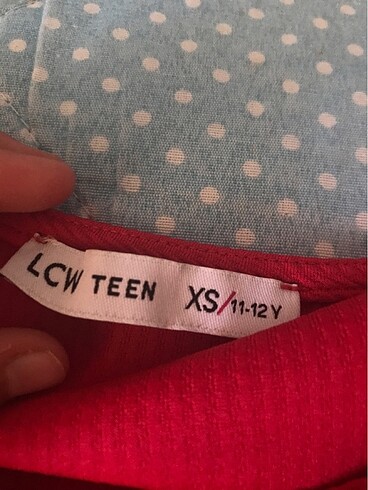 LCW TEEN XS/11-12 Y